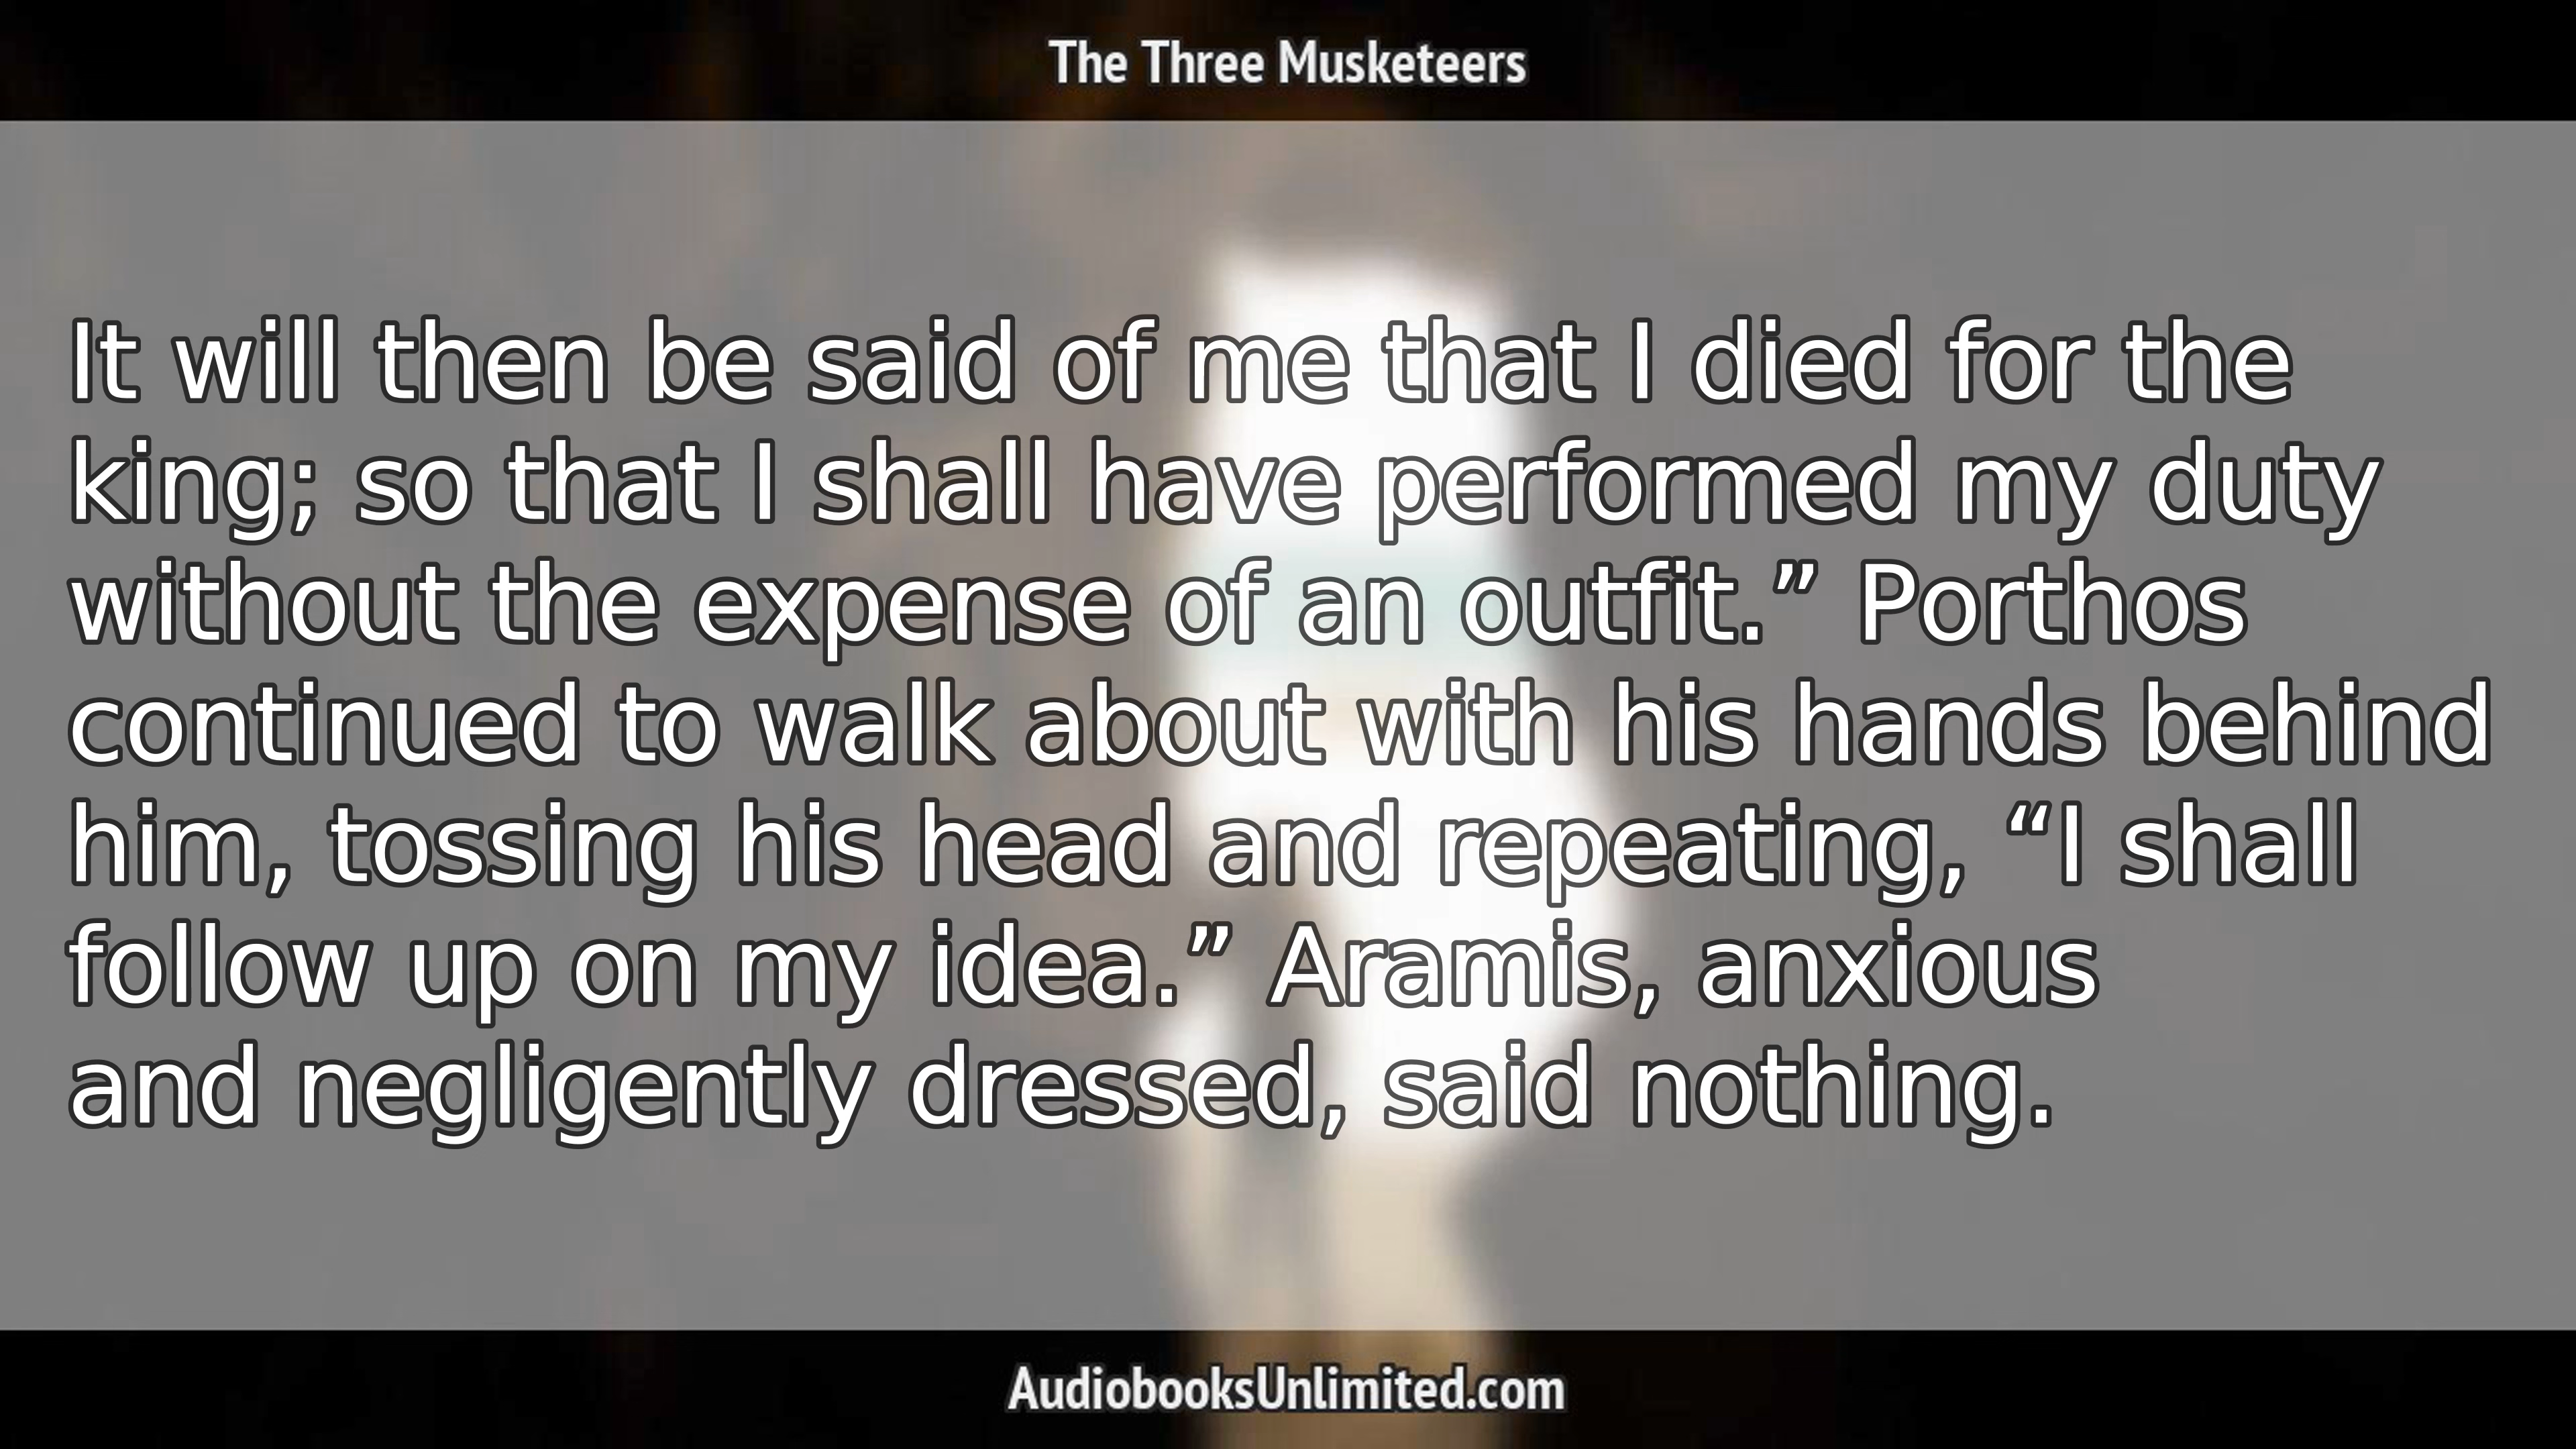 The Three Musketeers
It will then be said of me that I died for the
king; so that I shall have performed my duty
without the expense of an outfit.” Porthos
continued to walk about with his hands behind
him, tossing his head and repeating, “I shall
follow up on my idea.” Aramis, anxious
and negligently dressed, said nothing.
AudiobooksUnlimited.com